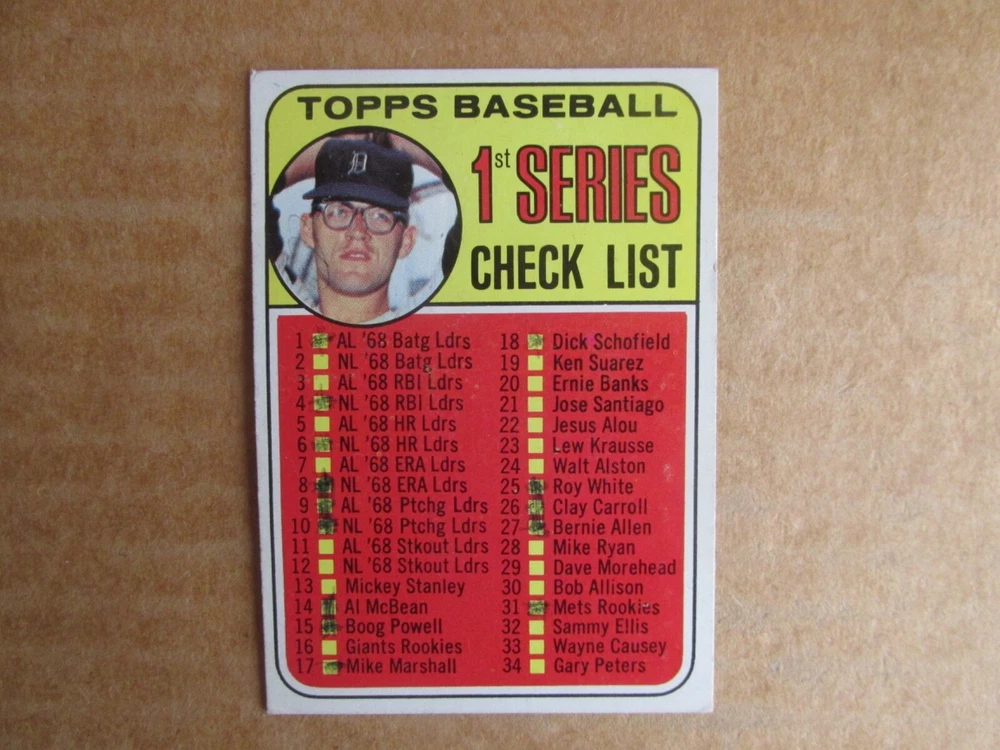 TOPPS BASEBALL
D
1st SERIES
CHECK LIST
1 AL '68 Batg Ldrs
2 NL '68 Batg Ldrs
3 AL '68 RBI Ldrs
4 NL '68 RBI Ldrs
5 AL '68 HR Ldrs
6 NL '68 HR Ldrs
7 AL '68 ERA Ldrs
8 NL '68 ERA Ldrs
9 AL '68 Ptchg Ldrs
10 NL '68 Ptchg Ldrs
11 AL '68 Stkout Ldrs
12 NL '68 Stkout Ldrs
13 Mickey Stanley
14 Al McBean
15 Boog Powell
16 Giants Rookies
17 Mike Marshall
18 Dick Schofield
19 Ken Suarez
20 Ernie Banks
21 Jose Santiago
22 Jesus Alou
23 Lew Krausse
24 Walt Alston
25 Roy White
26 Clay Carroll
27 Bernie Allen
28 Mike Ryan
29 Dave Morehead
30 Bob Allison
31 Mets Rookies
32 Sammy Ellis
33 Wayne Causey
34 Gary Peters